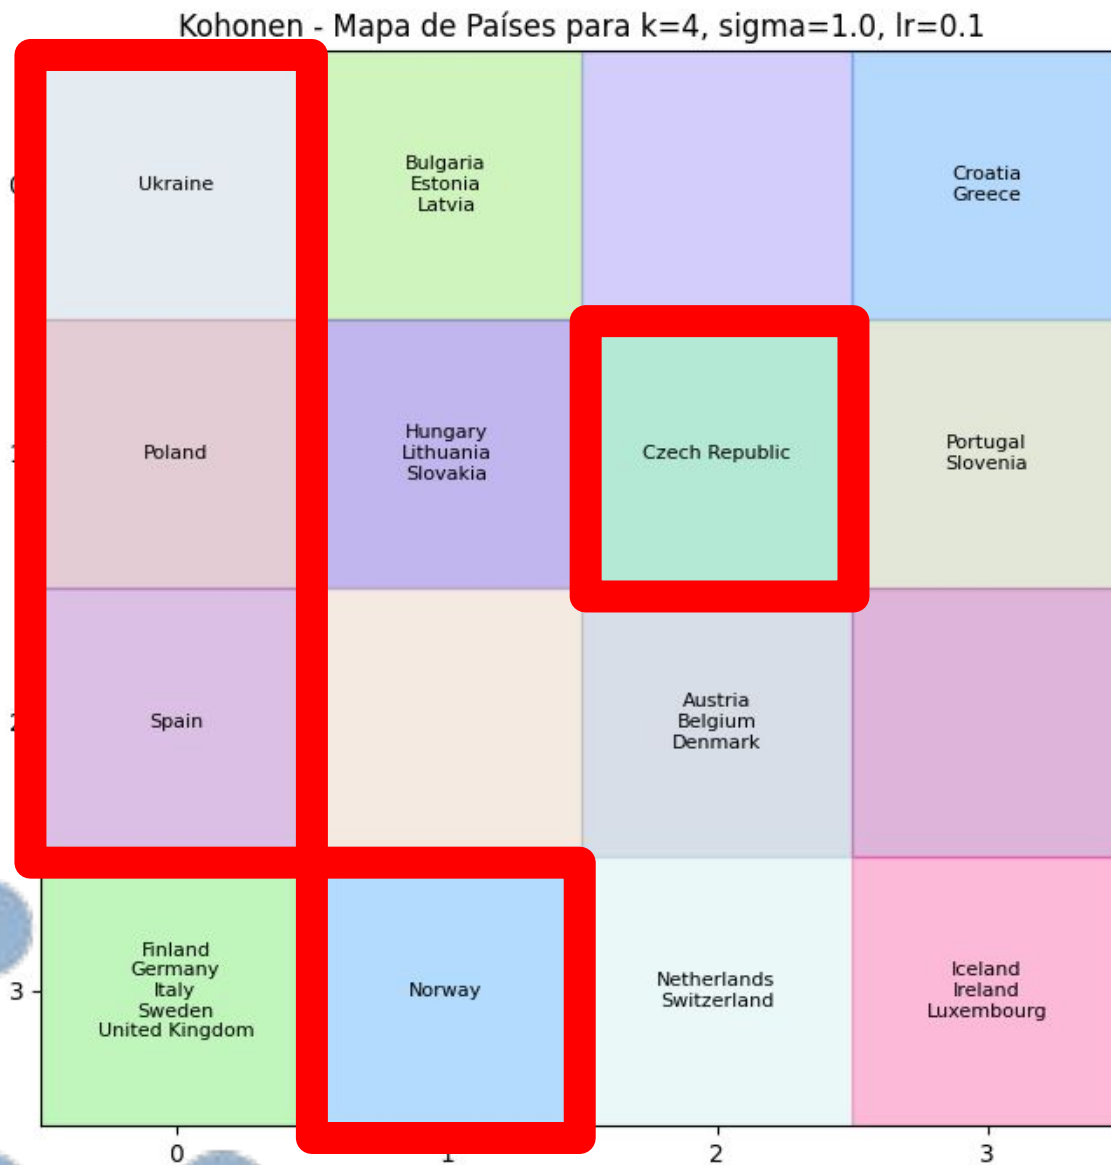 Kohonen - Mapa de Países para k=4, sigma=1.0, lr=0.1
Ukraine
Bulgaria
Estonia
Latvia
Croatia
Greece
Poland
Hungary
Lithuania
Slovakia
Czech Republic
Portugal
Slovenia
Spain
Austria
Belgium
Denmark
3
Finland
Germany
Italy
Sweden
United Kingdom
Norway
Netherlands
Switzerland
Iceland
Ireland
Luxembourg
0
1
2
3